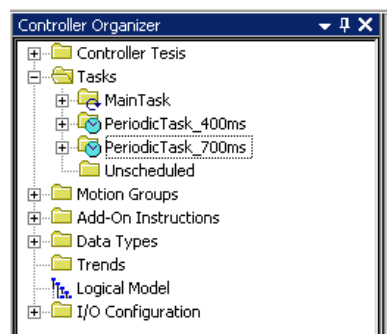 Controller Organizer
Controller Tesis
Tasks
MainTask
PeriodicTask_400ms
PeriodicTask_700ms
Unscheduled
Motion Groups
Add-On Instructions
Data Types
Trends
Logical Model
I/O Configuration